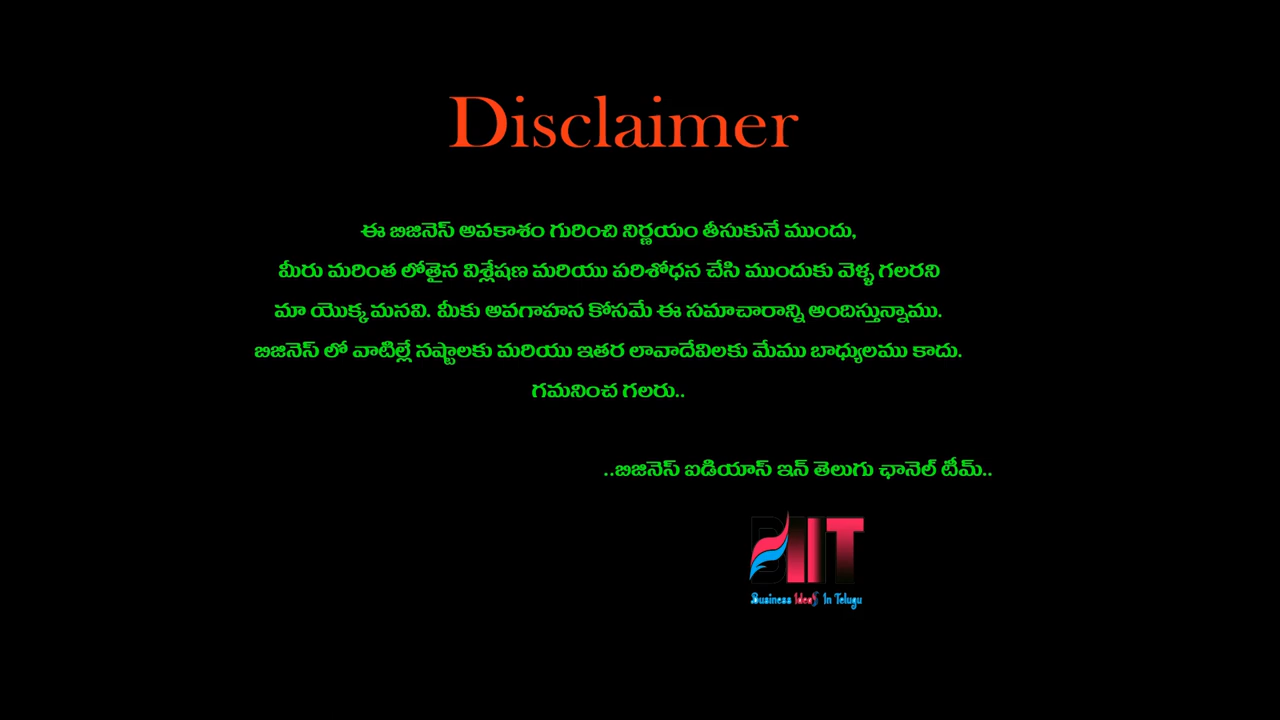 Disclaimer
ఈ బిజినెస్ అవకాశం గురించి నిర్ణయం తీసుకునే ముందు,
మీరు మరింత లోతైన విశ్లేషణ మరియు పరిశోధన చేసి ముందుకు వెళ్ళ గలరని
మా యొక్క మనవి. మీకు అవగాహన కోసమే ఈ సమాచారాన్ని అందిస్తున్నాము.
బిజినెస్ లో వాటిల్లే నష్టాలకు మరియు ఇతర లావాదేవిలకు మేము బాధ్యులము కాదు.
గమనించ గలరు..
..బిజినెస్ ఐడియాస్ ఇన్ తెలుగు ఛానెల్ టీమ్..
BIIT
Business Ideas In Telugu